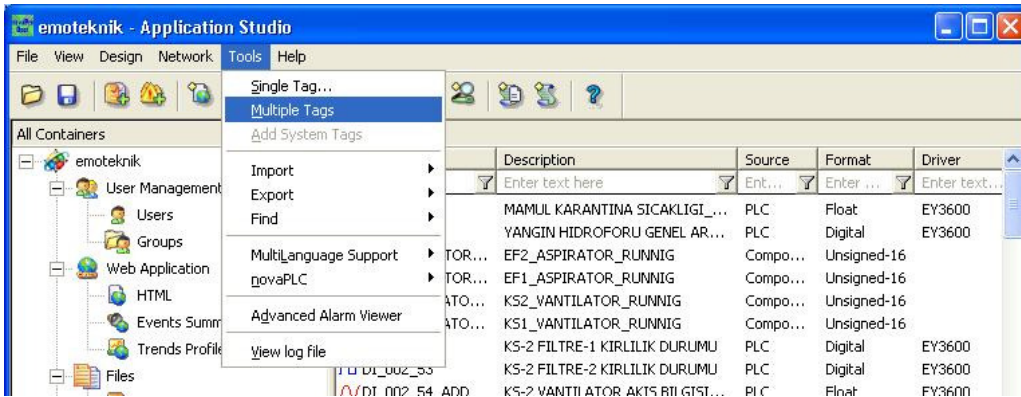 emoteknik - Application Studio
File View Design Network Tools Help
Single Tag...
Multiple Tags
Add System Tags
Import
Export
Find
MultiLanguage Support
novaPLC
Advanced Alarm Viewer
View log file
All Containers
emoteknik
User Management
Users
Groups
Web Application
HTML
Events Summ
Trends Profile
Files
Description Source Format Driver
Enter text here Ent... Enter ... Enter text...
MAMUL KARANTINA SICAKLIGI_... PLC Float EY3600
YANGIN HIDROFORU GENEL AR... PLC Digital EY3600
TOR... EF2_ASPIRATOR_RUNNIG Compo... Unsigned-16
TOR... EF1_ASPIRATOR_RUNNIG Compo... Unsigned-16
ATO... KS2_VANTILATOR_RUNNIG Compo... Unsigned-16
ATO... KS1_VANTILATOR_RUNNIG Compo... Unsigned-16
KS-2 FILTRE-1 KIRLILIK DURUMU PLC Digital EY3600
DI_002_53 KS-2 FILTRE-2 KIRLILIK DURUMU PLC Digital EY3600
DI_002_54_ADD KS-2 VANTILATOR AKIS BILGISI... PLC Float EY3600